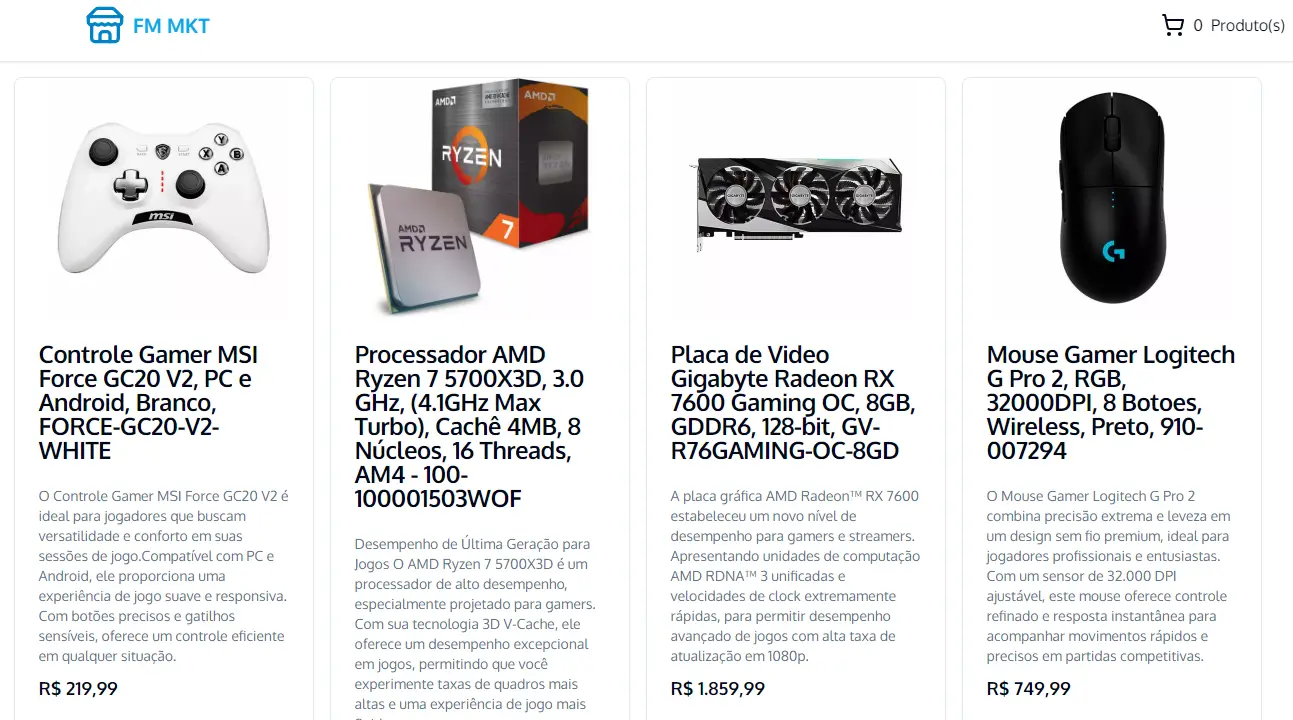 FM MKT
0 Produto(s)
Y
X
B
A
msi
AMD
AMD
RYZEN
7
AMD
RYZEN
GIGABYTE
GIGABYTE
GIGABYTE
G
Controle Gamer MSI
Force GC20 V2, PC e
Android, Branco,
FORCE-GC20-V2-
WHITE
O Controle Gamer MSI Force GC20 V2 é
ideal para jogadores que buscam
versatilidade e conforto em suas
sessões de jogo.Compatível com PC e
Android, ele proporciona uma
experiência de jogo suave e responsiva.
Com botões precisos e gatilhos
sensíveis, oferece um controle eficiente
em qualquer situação.
R$ 219,99
Processador AMD
Ryzen 7 5700X3D, 3.0
GHz, (4.1GHz Max
Turbo), Cachê 4MB, 8
Núcleos, 16 Threads,
AM4 - 100-
100001503WOF
Desempenho de Última Geração para
Jogos O AMD Ryzen 7 5700X3D é um
processador de alto desempenho,
especialmente projetado para gamers.
Com sua tecnologia 3D V-Cache, ele
oferece um desempenho excepcional
em jogos, permitindo que você
experimente taxas de quadros mais
altas e uma experiência de jogo mais
Placa de Video
Gigabyte Radeon RX
7600 Gaming OC, 8GB,
GDDR6, 128-bit, GV-
R76GAMING-OC-8GD
A placa gráfica AMD Radeon™ RX 7600
estabeleceu um novo nível de
desempenho para gamers e streamers.
Apresentando unidades de computação
AMD RDNA™ 3 unificadas e
velocidades de clock extremamente
rápidas, para permitir desempenho
avançado de jogos com alta taxa de
atualização em 1080p.
R$ 1.859,99
Mouse Gamer Logitech
G Pro 2, RGB,
32000DPI, 8 Botoes,
Wireless, Preto, 910-
007294
O Mouse Gamer Logitech G Pro 2
combina precisão extrema e leveza em
um design sem fio premium, ideal para
jogadores profissionais e entusiastas.
Com um sensor de 32.000 DPI
ajustável, este mouse oferece controle
refinado e resposta instantânea para
acompanhar movimentos rápidos e
precisos em partidas competitivas.
R$ 749,99